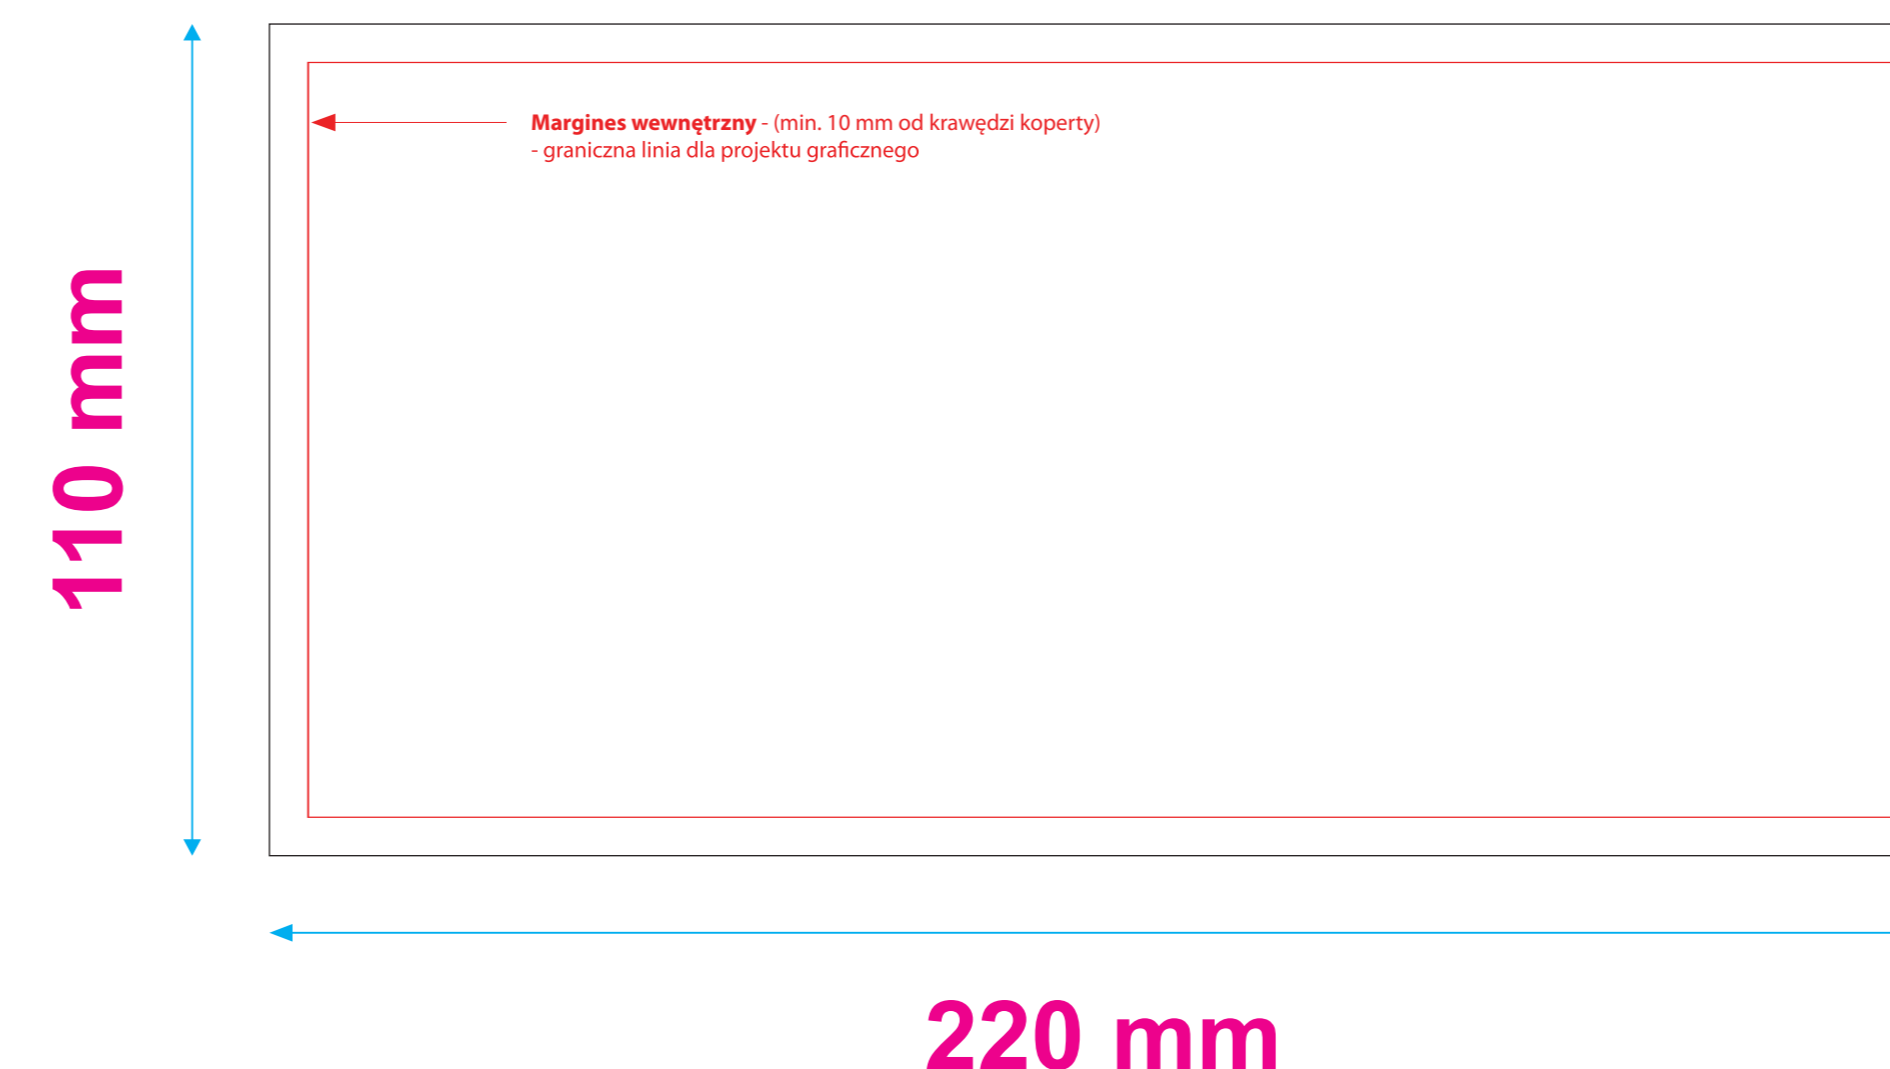 Margines wewnętrzny - (min. 10 mm od krawędzi koperty)
- graniczna linia dla projektu graficznego
110 mm
220 mm